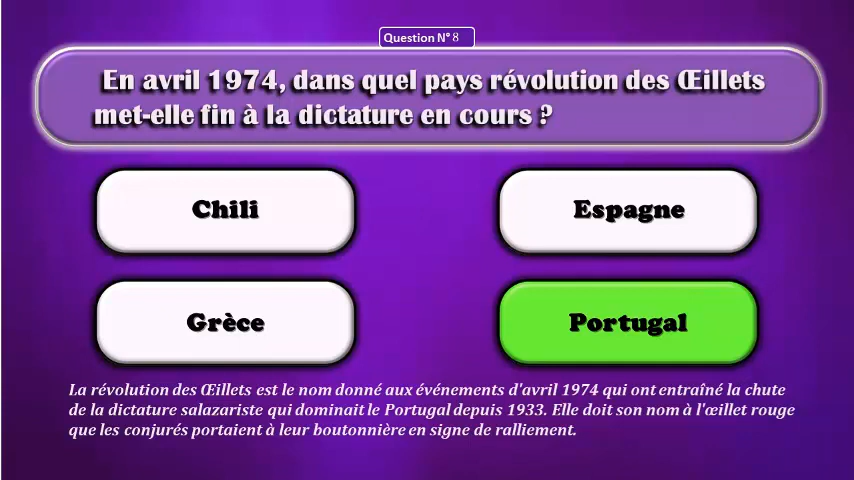 Question N° 8
En avril 1974, dans quel pays révolution des Œillets
met-elle fin à la dictature en cours ?
Chili
Espagne
Grèce
Portugal
La révolution des Œillets est le nom donné aux événements d'avril 1974 qui ont entraîné la chute
de la dictature salazariste qui dominait le Portugal depuis 1933. Elle doit son nom à l'œillet rouge
que les conjurés portaient à leur boutonnière en signe de ralliement.